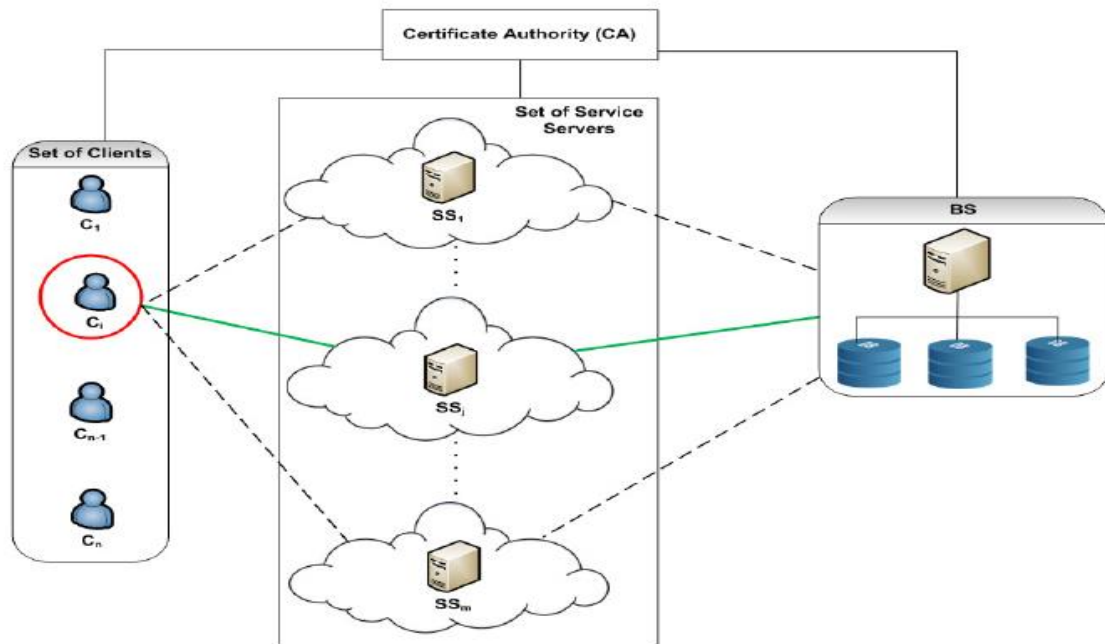 Certificate Authority (CA)
Set of Service
Servers
Set of Clients
C₁
Cᵢ
Cₙ₋₁
Cₙ
SS₁
SSⱼ
SSₘ
BS